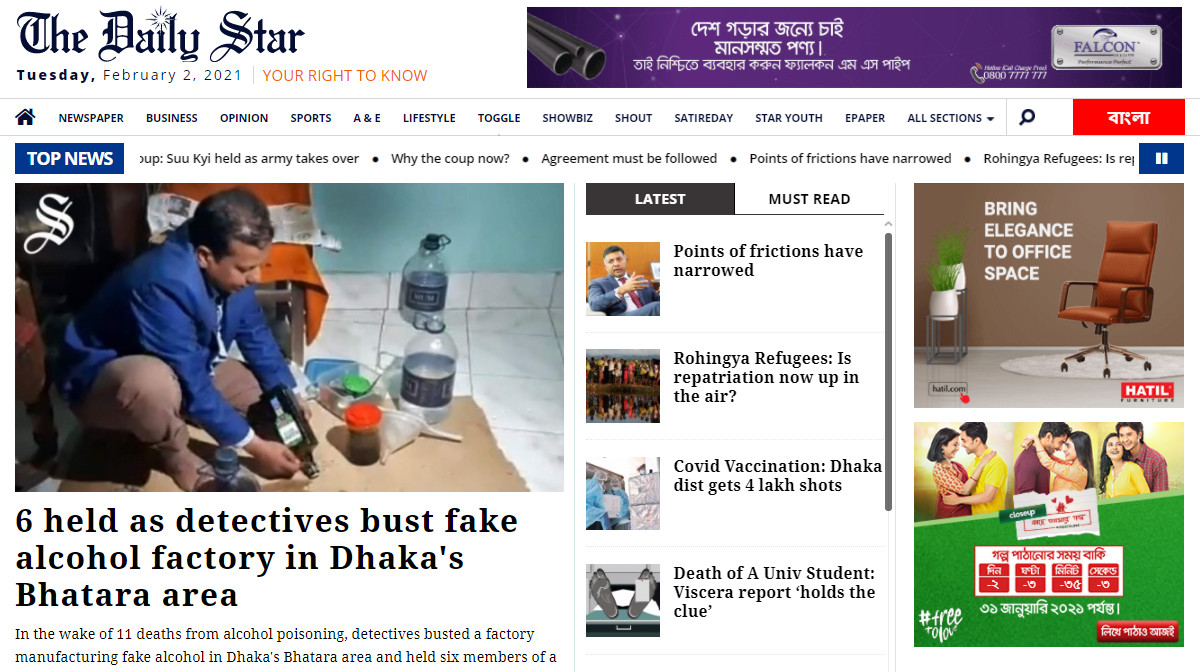 The Daily Star
Tuesday, February 2, 2021
YOUR RIGHT TO KNOW
দেশ গড়ার জন্যে চাই
মানসম্মত পণ্য।
তাই নিশ্চিতে ব্যবহার করুন ফ্যালকন এম এস পাইপ
Hotline (Call Charge Free)
0800 7777 777
FALCON
Performance Perfect
NEWSPAPER BUSINESS OPINION SPORTS A & E LIFESTYLE TOGGLE SHOWBIZ SHOUT SATIREDAY STAR YOUTH EPAPER ALL SECTIONS
বাংলা
TOP NEWS
oup: Suu Kyi held as army takes over • Why the coup now? • Agreement must be followed • Points of frictions have narrowed • Rohingya Refugees: Is rep
S
MUM
6 held as detectives bust fake
alcohol factory in Dhaka's
Bhatara area
In the wake of 11 deaths from alcohol poisoning, detectives busted a factory
manufacturing fake alcohol in Dhaka's Bhatara area and held six members of a
LATEST MUST READ
Points of frictions have
narrowed
Rohingya Refugees: Is
repatriation now up in
the air?
Covid Vaccination: Dhaka
dist gets 4 lakh shots
Death of A Univ Student:
Viscera report ‘holds the
clue’
BRING
ELEGANCE
TO OFFICE
SPACE
hatil.com
HATIL
FURNITURE
closeup
কাছে আসার গল্প
গল্প পাঠানোর সময় বাকি
দিন ঘণ্টা মিনিট সেকেন্ড
-২ -৩ -৩৫ -৩
৩১ জানুয়ারি ২০২১ পর্যন্ত।
#free
to love
লিখে পাঠাও আজই